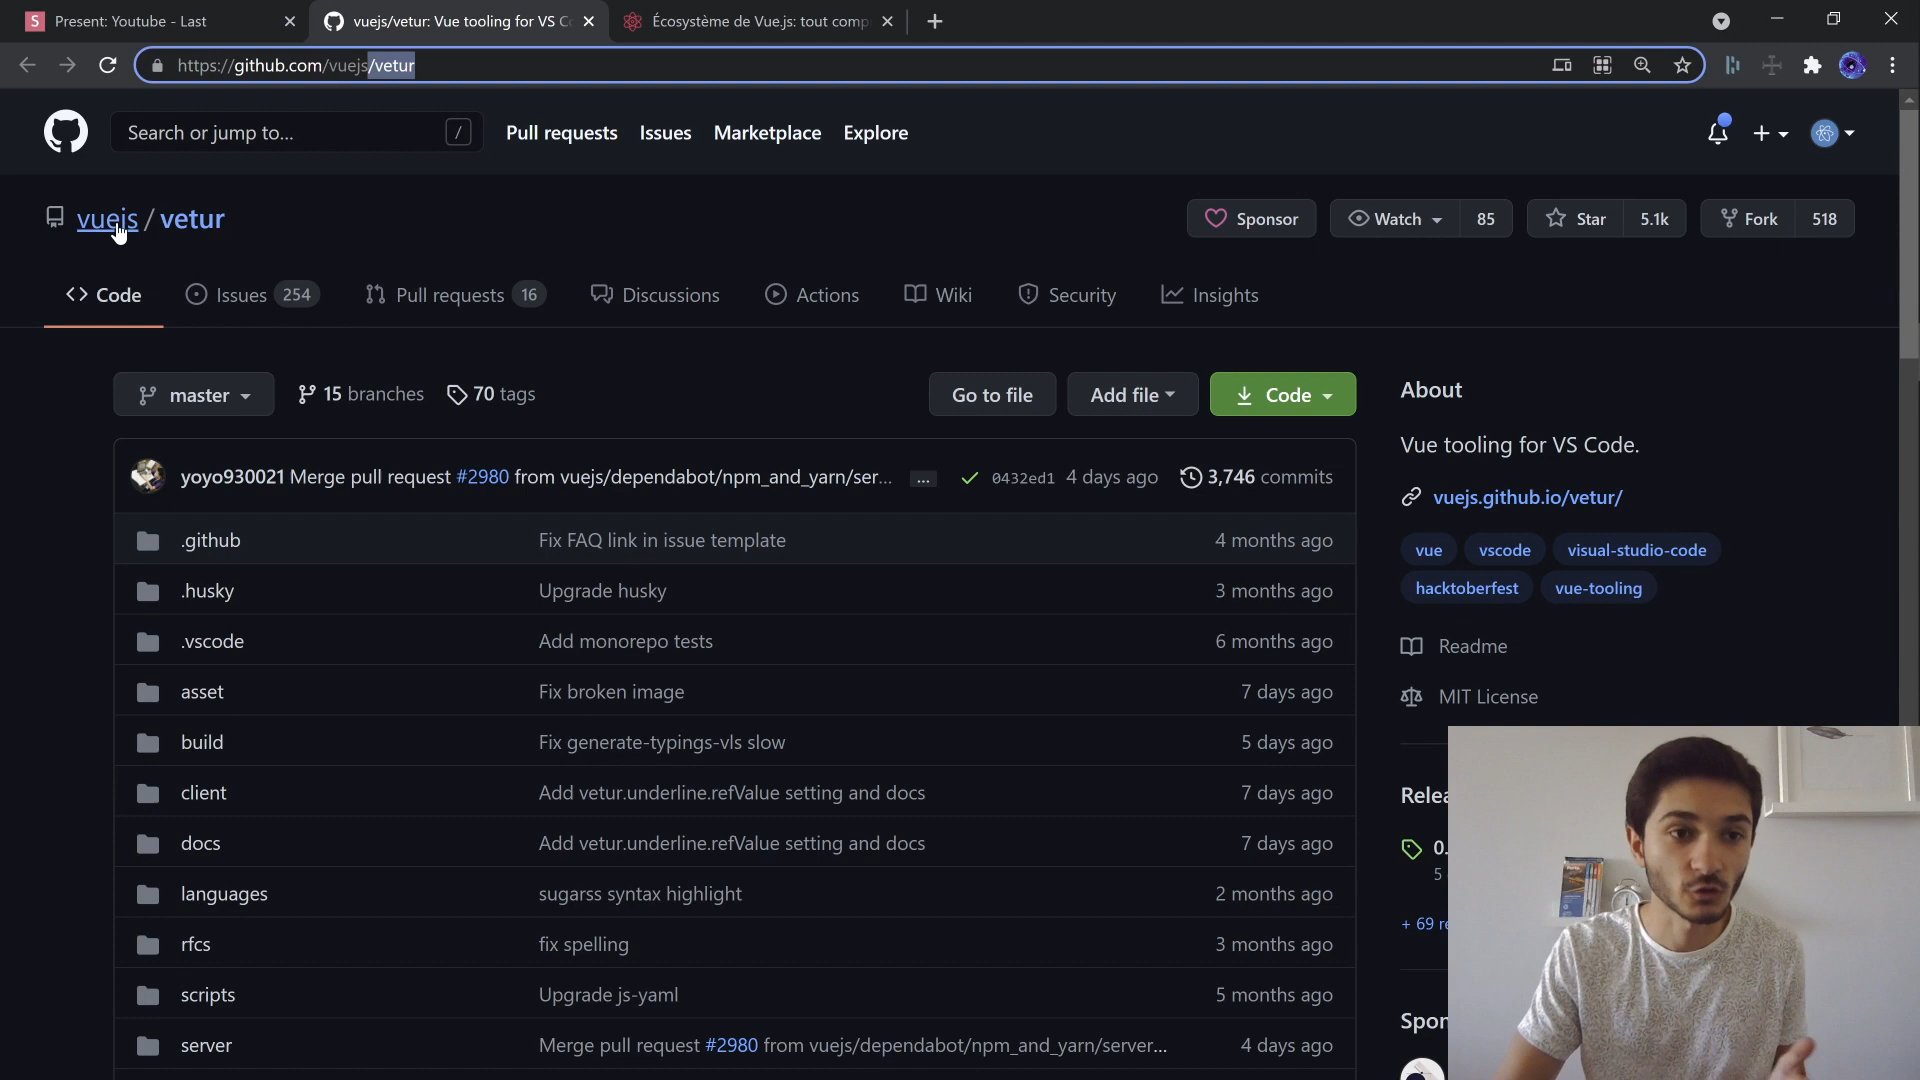 S Present: Youtube - Last
vuejs/vetur: Vue tooling for VS C
Écosystème de Vue.js: tout comp
https://github.com/vuejs/vetur
Search or jump to...
/
Pull requests
Issues
Marketplace
Explore
vuejs / vetur
Sponsor
Watch
85
Star
5.1k
Fork
518
Code
Issues 254
Pull requests 16
Discussions
Actions
Wiki
Security
Insights
master
15 branches
70 tags
Go to file
Add file
Code
yoyo930021 Merge pull request #2980 from vuejs/dependabot/npm_and_yarn/ser... ... 0432ed1 4 days ago 3,746 commits
.github Fix FAQ link in issue template 4 months ago
.husky Upgrade husky 3 months ago
.vscode Add monorepo tests 6 months ago
asset Fix broken image 7 days ago
build Fix generate-typings-vls slow 5 days ago
client Add vetur.underline.refValue setting and docs 7 days ago
docs Add vetur.underline.refValue setting and docs 7 days ago
languages sugarss syntax highlight 2 months ago
rfcs fix spelling 3 months ago
scripts Upgrade js-yaml 5 months ago
server Merge pull request #2980 from vuejs/dependabot/npm_and_yarn/server... 4 days ago
About
Vue tooling for VS Code.
vuejs.github.io/vetur/
vue vscode visual-studio-code
hacktoberfest vue-tooling
Readme
MIT License
Relea
0.
5
+ 69 re
Spon